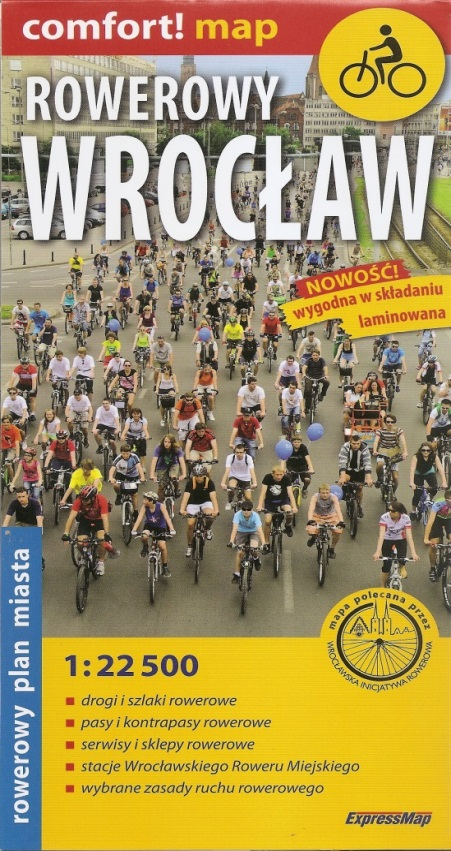 comfort! map
ROWEROWY
WROCŁAW
NOWOŚĆ!
wygodna w składaniu
laminowana
rowerowy plan miasta
mapa polecana przez
WROCŁAWSKA INICJATYWA ROWEROWA
1:22 500
drogi i szlaki rowerowe
pasy i kontrapasy rowerowe
serwisy i sklepy rowerowe
stacje Wrocławskiego Roweru Miejskiego
wybrane zasady ruchu rowerowego
ExpressMap